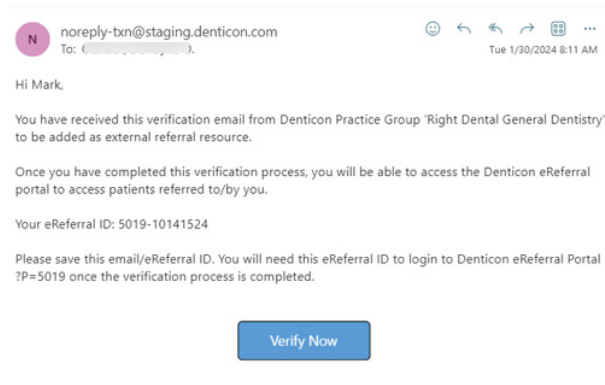 N
noreply-txn@staging.denticon.com
To:
Tue 1/30/2024 8:11 AM
Hi Mark,
You have received this verification email from Denticon Practice Group 'Right Dental General Dentistry'
to be added as external referral resource.
Once you have completed this verification process, you will be able to access the Denticon eReferral
portal to access patients referred to/by you.
Your eReferral ID: 5019-10141524
Please save this email/eReferral ID. You will need this eReferral ID to login to Denticon eReferral Portal
?P=5019 once the verification process is completed.
Verify Now